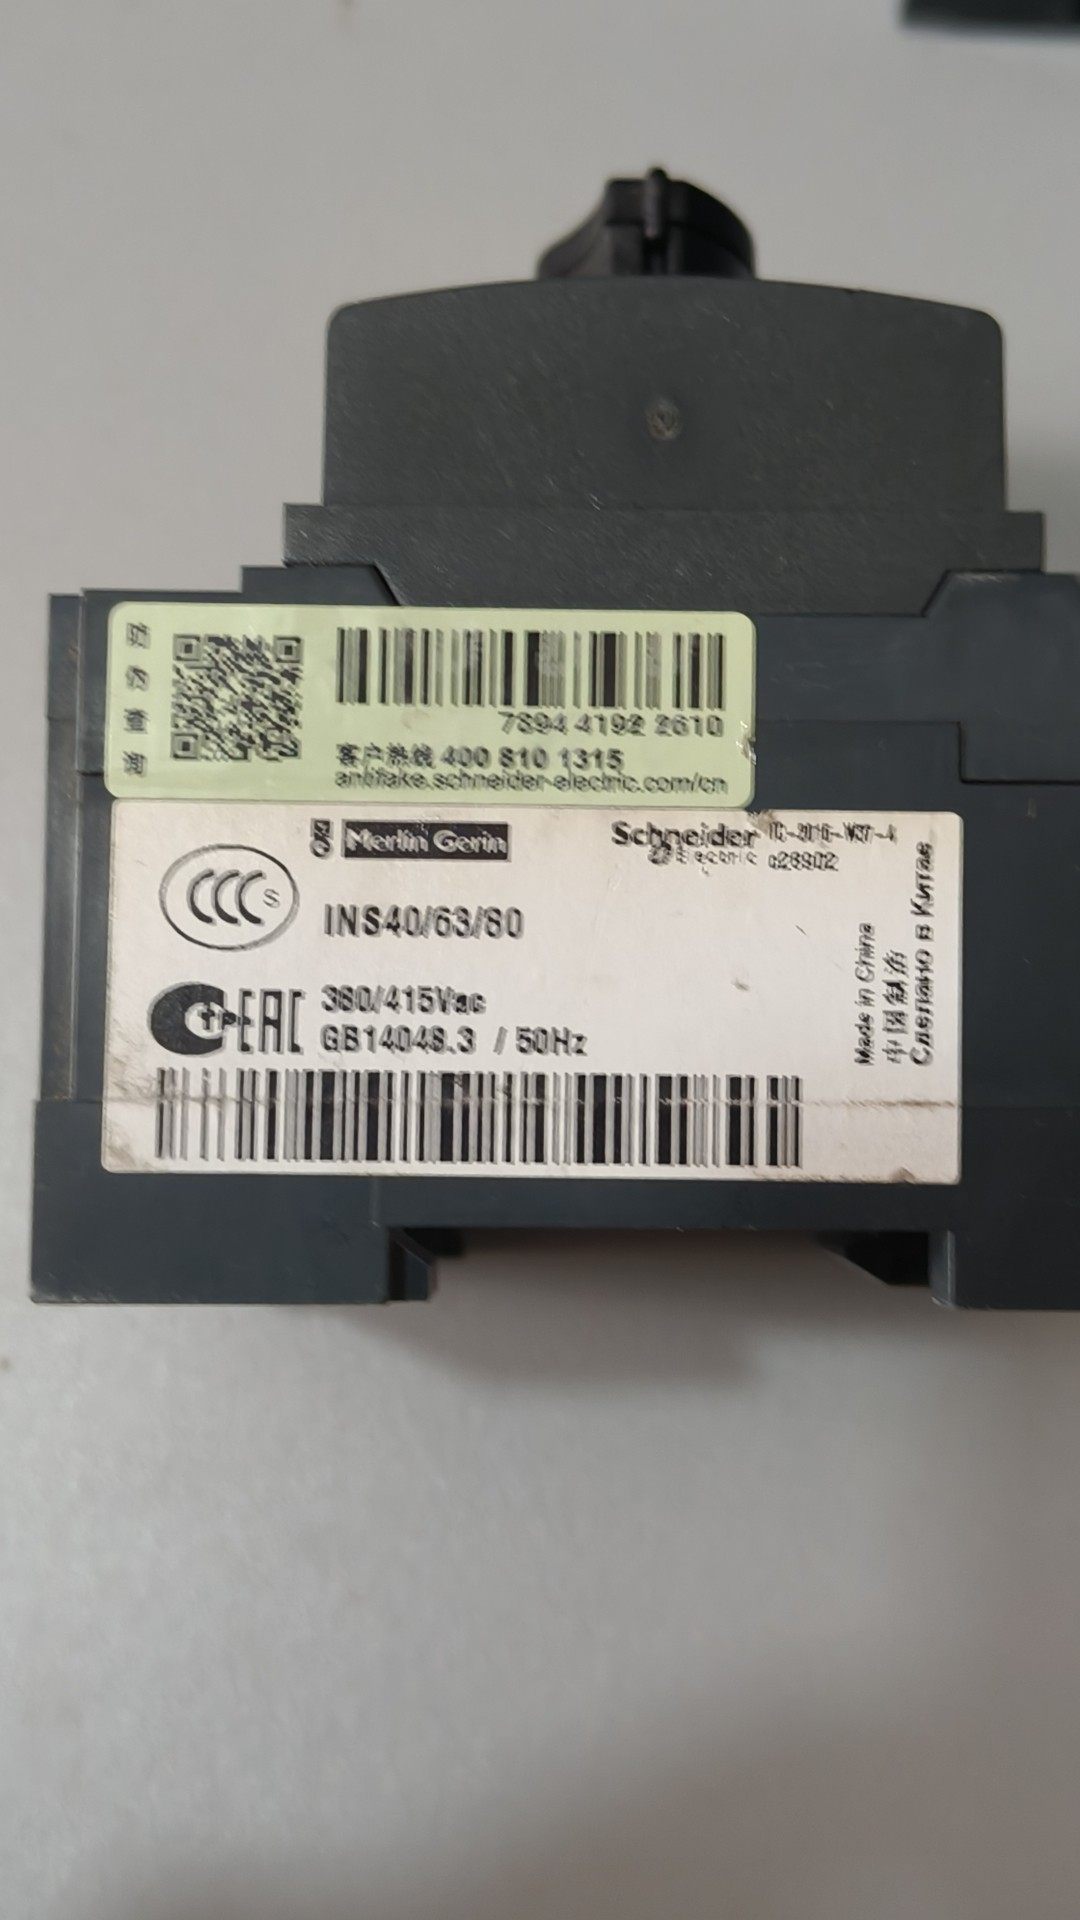 防伪查询
7894 4192 2610
客户热线 400 810 1315
antifake.schneider-electric.com/cn
Merlin Gerin
Schneider
Electric
CCC S
INS40/63/80
380/415Vac
GB14048.3 / 50Hz
EAC
Made in China
中国制造
Сделано в Китае